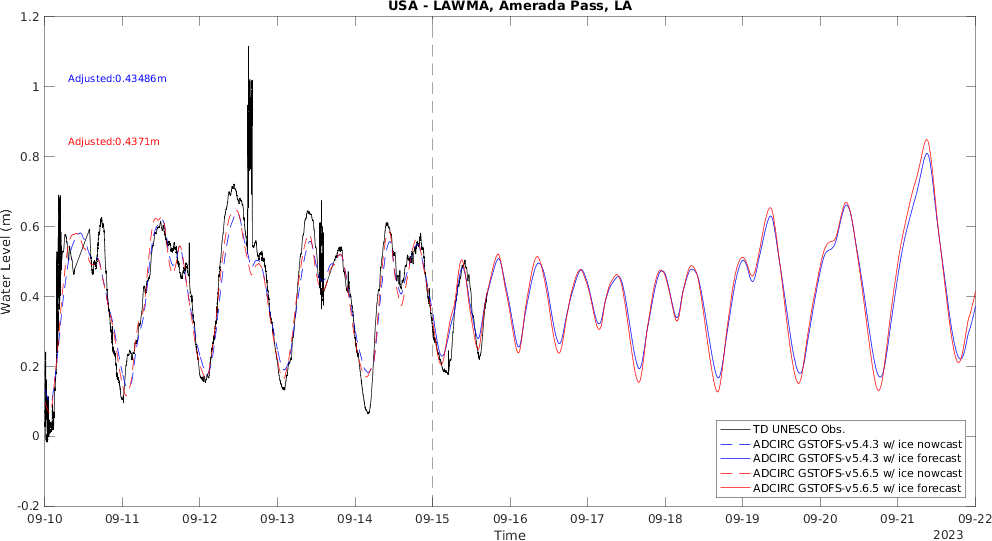 USA - LAWMA, Amerada Pass, LA
1.2
1
0.8
0.6
0.4
0.2
0
-0.2
Water Level (m)
Adjusted:0.43486m
Adjusted:0.4371m
TD UNESCO Obs.
ADCIRC GSTOFS-v5.4.3 w/ ice nowcast
ADCIRC GSTOFS-v5.4.3 w/ ice forecast
ADCIRC GSTOFS-v5.6.5 w/ ice nowcast
ADCIRC GSTOFS-v5.6.5 w/ ice forecast
09-10 09-11 09-12 09-13 09-14 09-15 09-16 09-17 09-18 09-19 09-20 09-21 09-22
Time
2023